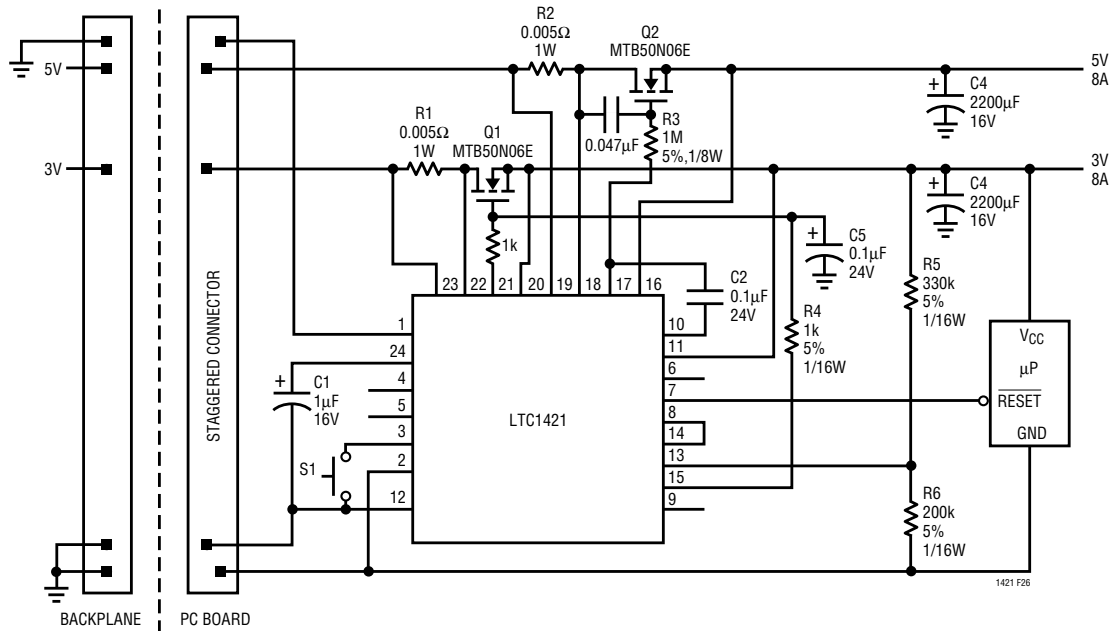 R2
0.005Ω
1W
Q2
MTB50N06E
5V
5V
8A
C4
2200µF
16V
R1
0.005Ω
1W
Q1
MTB50N06E
0.047µF
R3
1M
5%,1/8W
3V
3V
8A
C4
2200µF
16V
1k
C5
0.1µF
24V
C2
0.1µF
24V
R4
1k
5%
1/16W
R5
330k
5%
1/16W
23
22
21
20
19
18
17
16
1
24
4
5
3
2
12
10
11
6
7
8
14
13
15
9
LTC1421
C1
1µF
16V
S1
STAGGERED CONNECTOR
VCC
µP
RESET
GND
R6
200k
5%
1/16W
1421 F26
BACKPLANE
PC BOARD